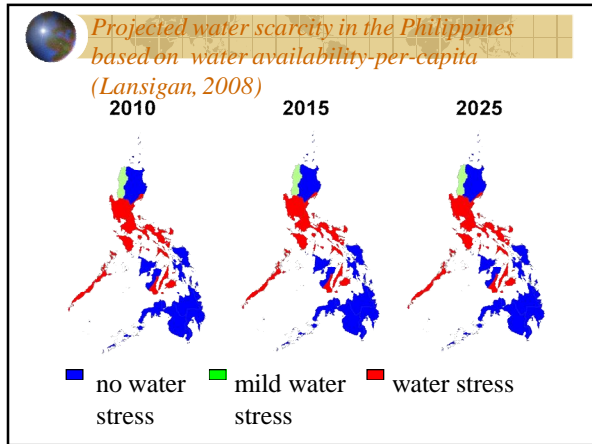 Projected water scarcity in the Philippines
based on water availability-per-capita
(Lansigan, 2008)
2010
2015
2025
no water
stress
mild water
stress
water stress